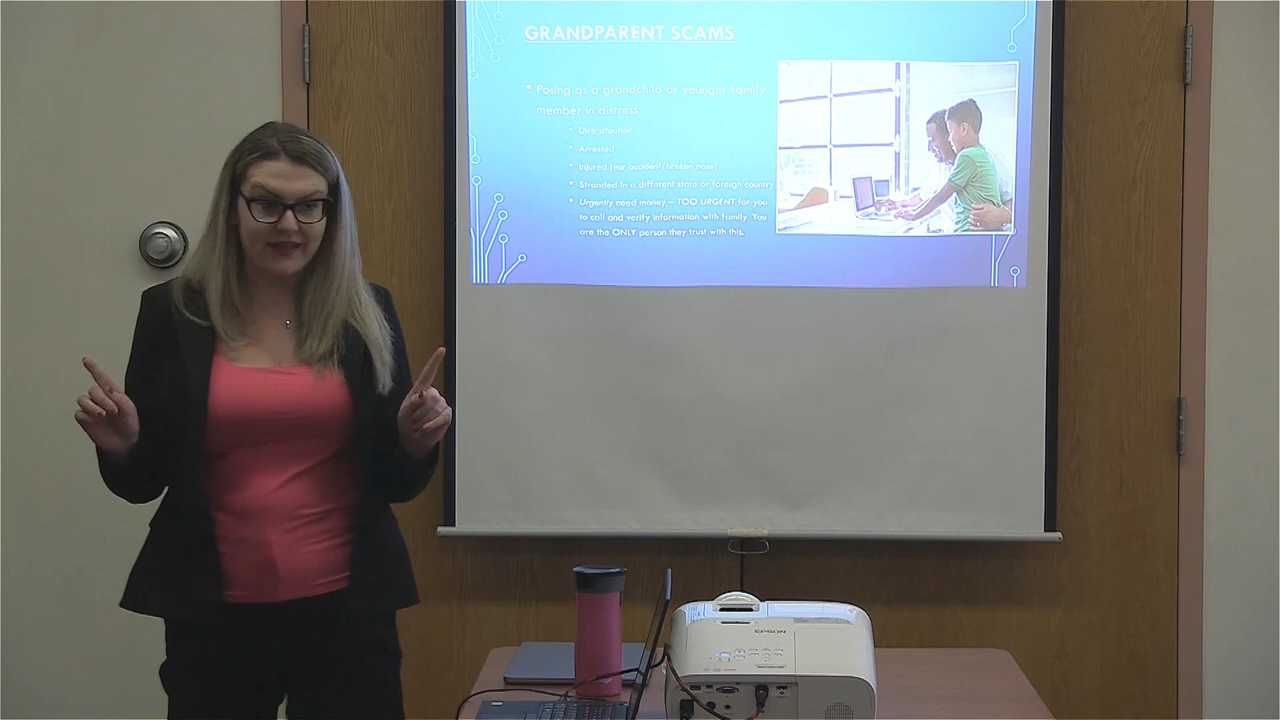 GRANDPARENT SCAMS
• Posing as a grandchild or younger family
member in distress
• Dire situation
• Arrested
• Injured (car accident/broken nose)
• Stranded in a different state or foreign country
• Urgently need money – TOO URGENT for you
to call and verify information with family. You
are the ONLY person they trust with this.
EPSON